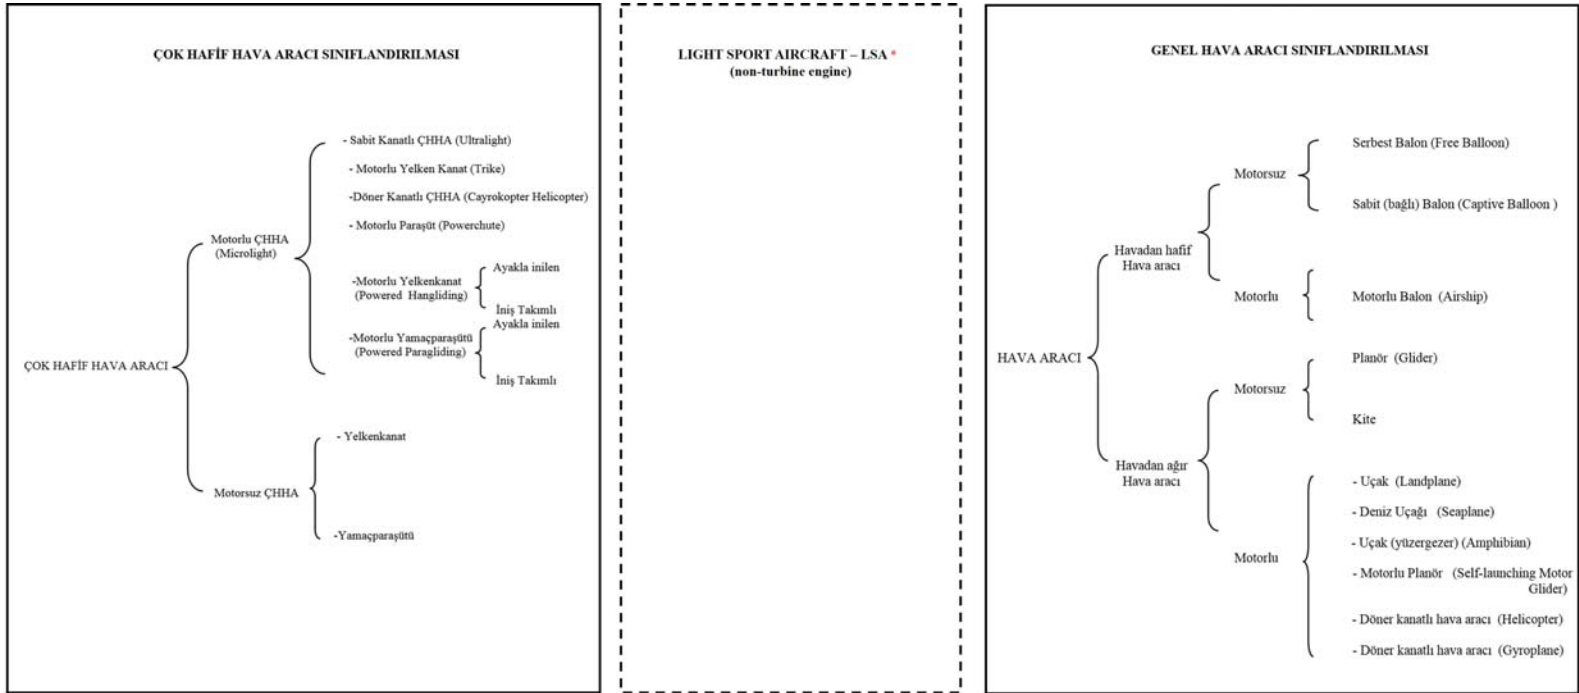 ÇOK HAFİF HAVA ARACI SINIFLANDIRILMASI
- Sabit Kanatlı ÇHHA (Ultralight)
- Motorlu Yelken Kanat (Trike)
-Döner Kanatlı ÇHHA (Cayrokopter Helicopter)
- Motorlu Paraşüt (Powerchute)
Motorlu ÇHHA
(Microlight)
-Motorlu Yelkenkanat
(Powered Hangliding)
Ayakla inilen
İniş Takımlı
-Motorlu Yamaçparaşütü
(Powered Paragliding)
Ayakla inilen
İniş Takımlı
ÇOK HAFİF HAVA ARACI
- Yelkenkanat
Motorsuz ÇHHA
-Yamaçparaşütü
LIGHT SPORT AIRCRAFT – LSA *
(non-turbine engine)
GENEL HAVA ARACI SINIFLANDIRILMASI
Serbest Balon (Free Balloon)
Motorsuz
Sabit (bağlı) Balon (Captive Balloon )
Havadan hafif
Hava aracı
Motorlu
Motorlu Balon (Airship)
HAVA ARACI
Planör (Glider)
Motorsuz
Kite
Havadan ağır
Hava aracı
- Uçak (Landplane)
- Deniz Uçağı (Seaplane)
- Uçak (yüzergezer) (Amphibian)
Motorlu
- Motorlu Planör (Self-launching Motor
Glider)
- Döner kanatlı hava aracı (Helicopter)
- Döner kanatlı hava aracı (Gyroplane)